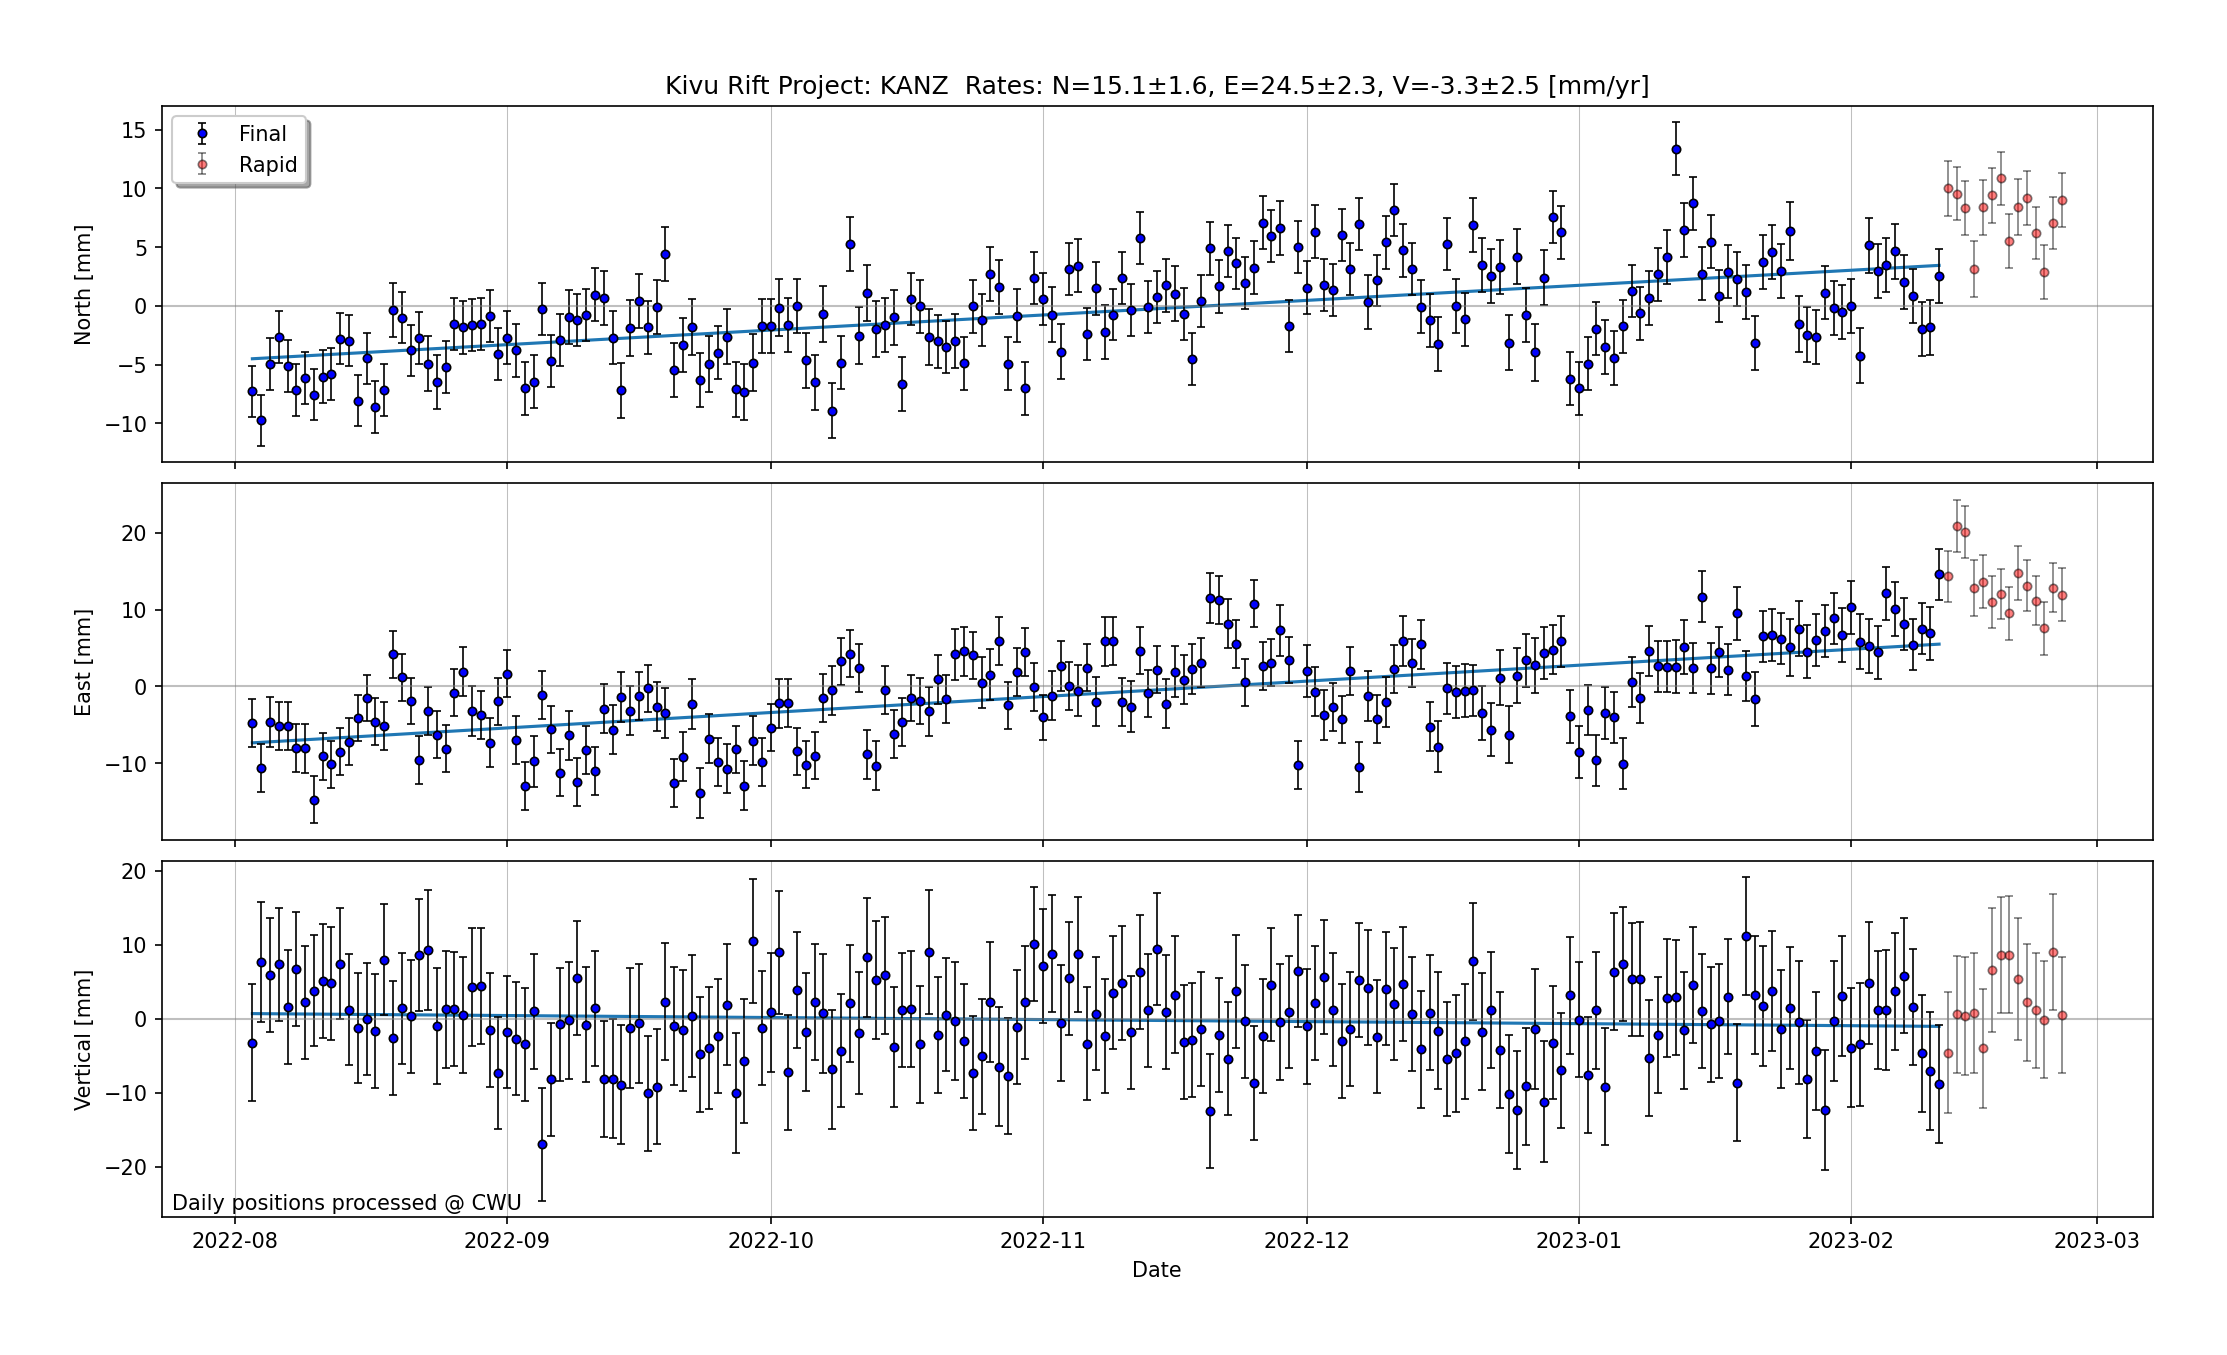 Kivu Rift Project: KANZ  Rates: N=15.1±1.6, E=24.5±2.3, V=-3.3±2.5 [mm/yr]
Final
Rapid
North [mm]
15
10
5
0
−5
−10
East [mm]
20
10
0
−10
Vertical [mm]
20
10
0
−10
−20
Daily positions processed @ CWU
2022-08 2022-09 2022-10 2022-11 2022-12 2023-01 2023-02 2023-03
Date